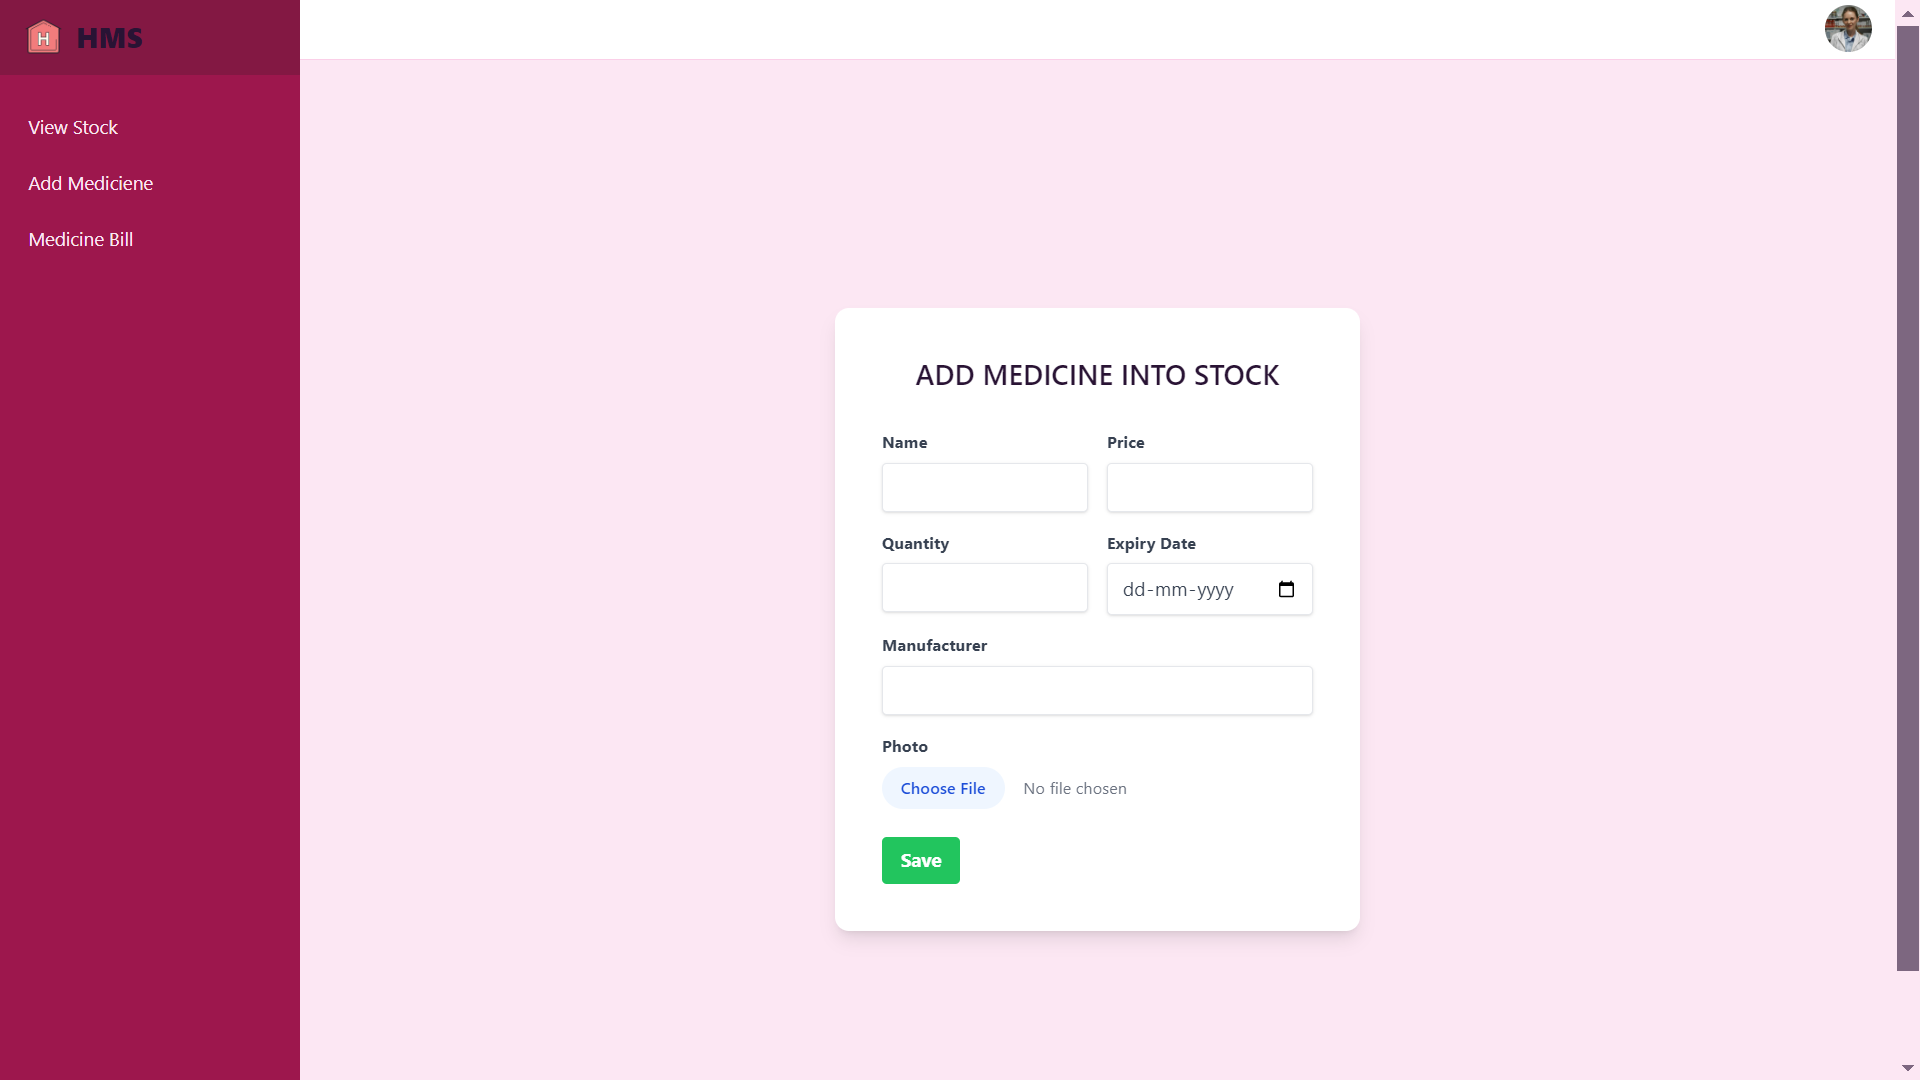 H HMS
View Stock
Add Mediciene
Medicine Bill
ADD MEDICINE INTO STOCK
Name Price
Quantity Expiry Date
dd-mm-yyyy
Manufacturer
Photo
Choose File No file chosen
Save